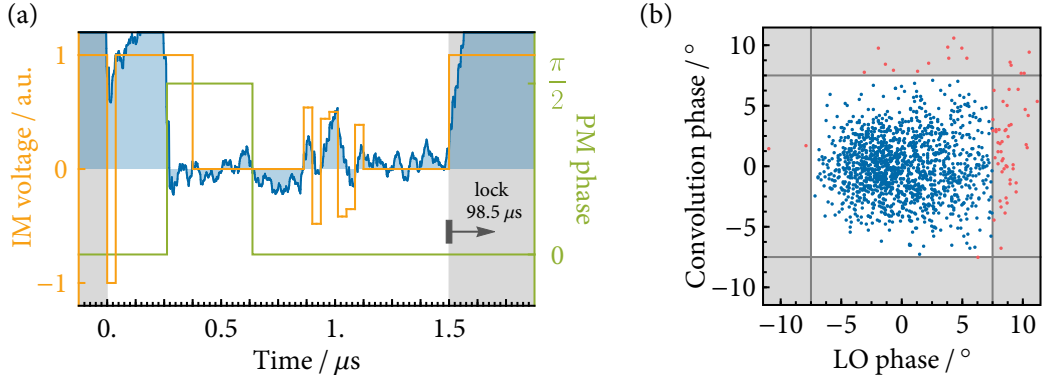 (a)
IM voltage / a.u.
1
0
−1
0.
0.5
1.
1.5
Time / μs
lock
98.5 μs
π
2
0
PM phase
(b)
Convolution phase / °
10
5
0
−5
−10
−10
−5
0
5
10
LO phase / °